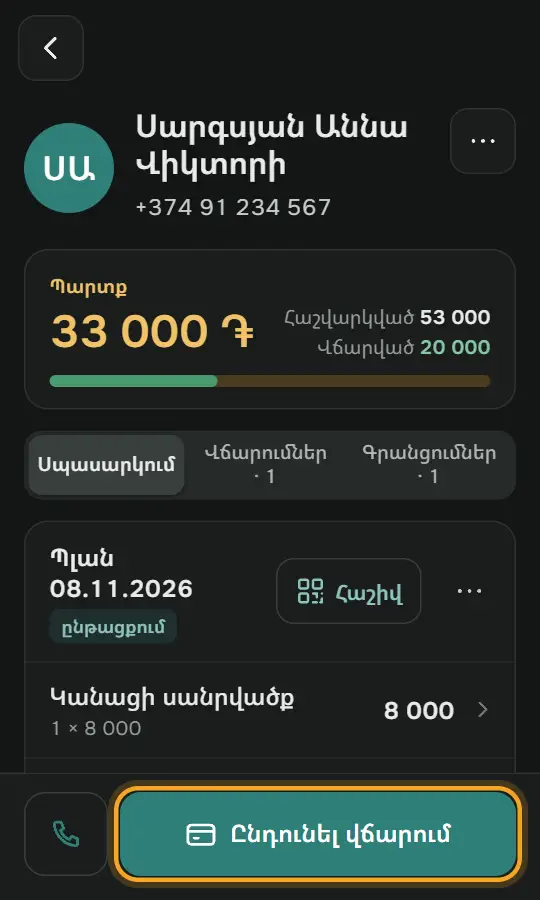 Սարգսյան Աննա
Վիկտորի
ՍԱ
+374 91 234 567
...
Պարտք
33 000 ֏
Հաշվարկված 53 000
Վճարված 20 000
Սպասարկում
Վճարումներ
· 1
Գրանցումներ
· 1
Պլան
08.11.2026
ընթացքում
Հաշիվ
...
Կանացի սանրվածք
1 × 8 000
8 000
Ընդունել վճարում